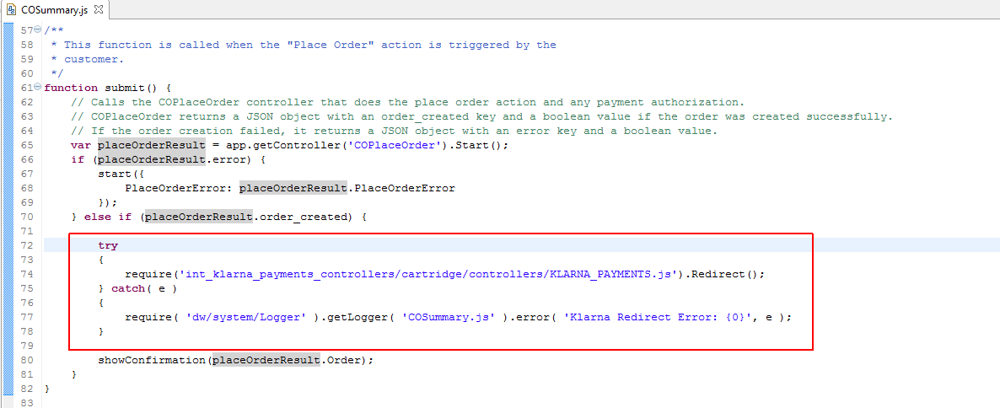 COSummary.js
57 /**
58 * This function is called when the "Place Order" action is triggered by the
59 * customer.
60 */
61 function submit() {
62 // Calls the COPlaceOrder controller that does the place order action and any payment authorization.
63 // COPlaceOrder returns a JSON object with an order_created key and a boolean value if the order was created successfully.
64 // If the order creation failed, it returns a JSON object with an error key and a boolean value.
65 var placeOrderResult = app.getController('COPlaceOrder').Start();
66 if (placeOrderResult.error) {
67 start({
68 PlaceOrderError: placeOrderResult.PlaceOrderError
69 });
70 } else if (placeOrderResult.order_created) {
71
72 try
73 {
74 require('int_klarna_payments_controllers/cartridge/controllers/KLARNA_PAYMENTS.js').Redirect();
75 } catch( e )
76 {
77 require( 'dw/system/Logger' ).getLogger( 'COSummary.js' ).error( 'Klarna Redirect Error: {0}', e );
78 }
79
80 showConfirmation(placeOrderResult.Order);
81 }
82 }
83